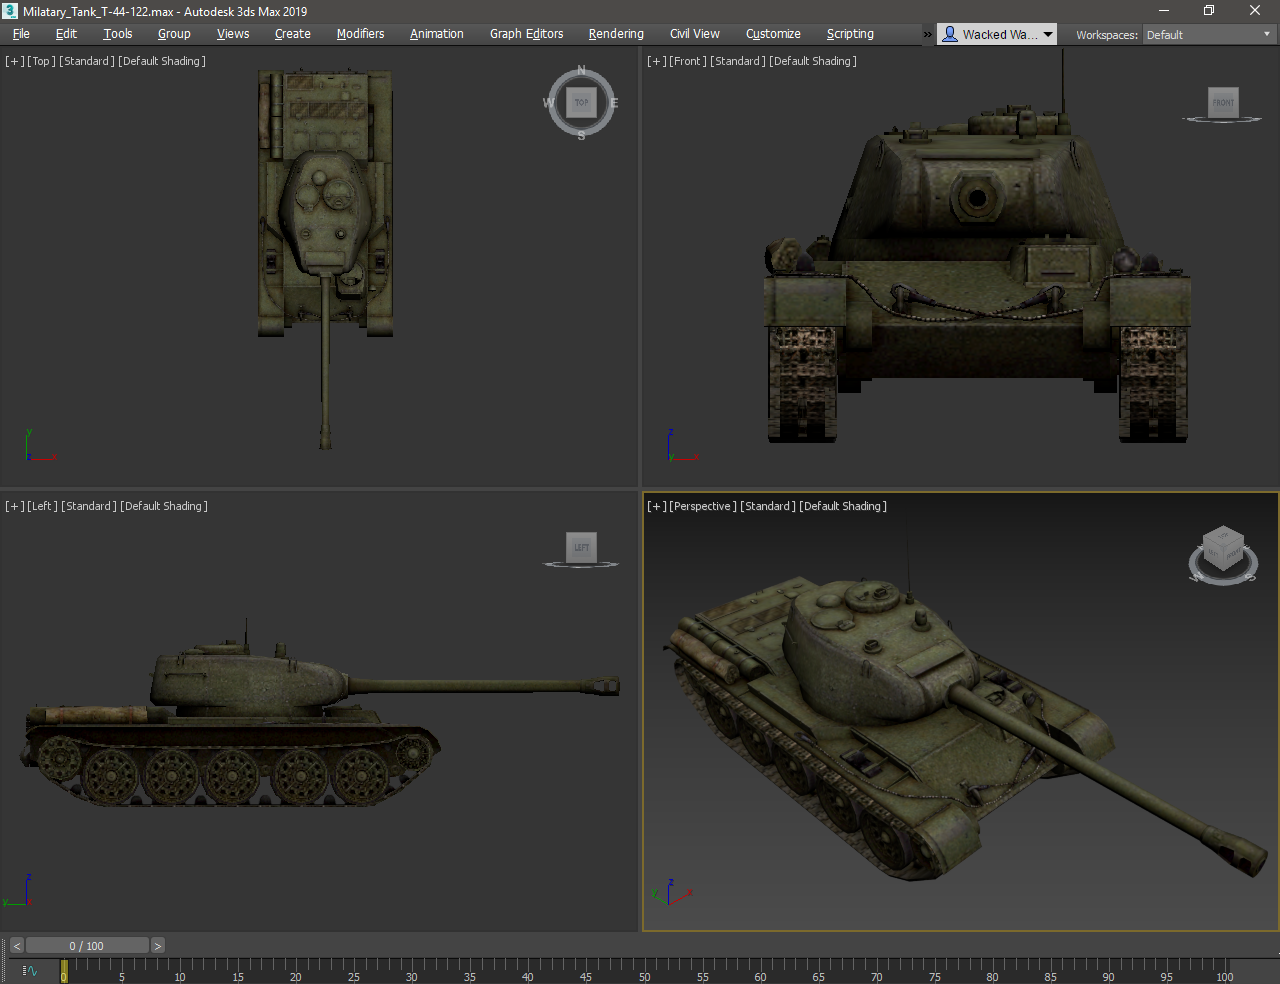 Milatary_Tank_T-44-122.max - Autodesk 3ds Max 2019
File Edit Tools Group Views Create Modifiers Animation Graph Editors Rendering Civil View Customize Scripting » Wacked Wa... Workspaces: Default
[+] [Top] [Standard] [Default Shading]
N
W TOP E
S
y
z x
[+] [Front] [Standard] [Default Shading]
FRONT
z
y x
[+] [Left] [Standard] [Default Shading]
LEFT
z
y
[+] [Perspective] [Standard] [Default Shading]
W S
z
y x
< 0 / 100 >
0 5 10 15 20 25 30 35 40 45 50 55 60 65 70 75 80 85 90 95 100